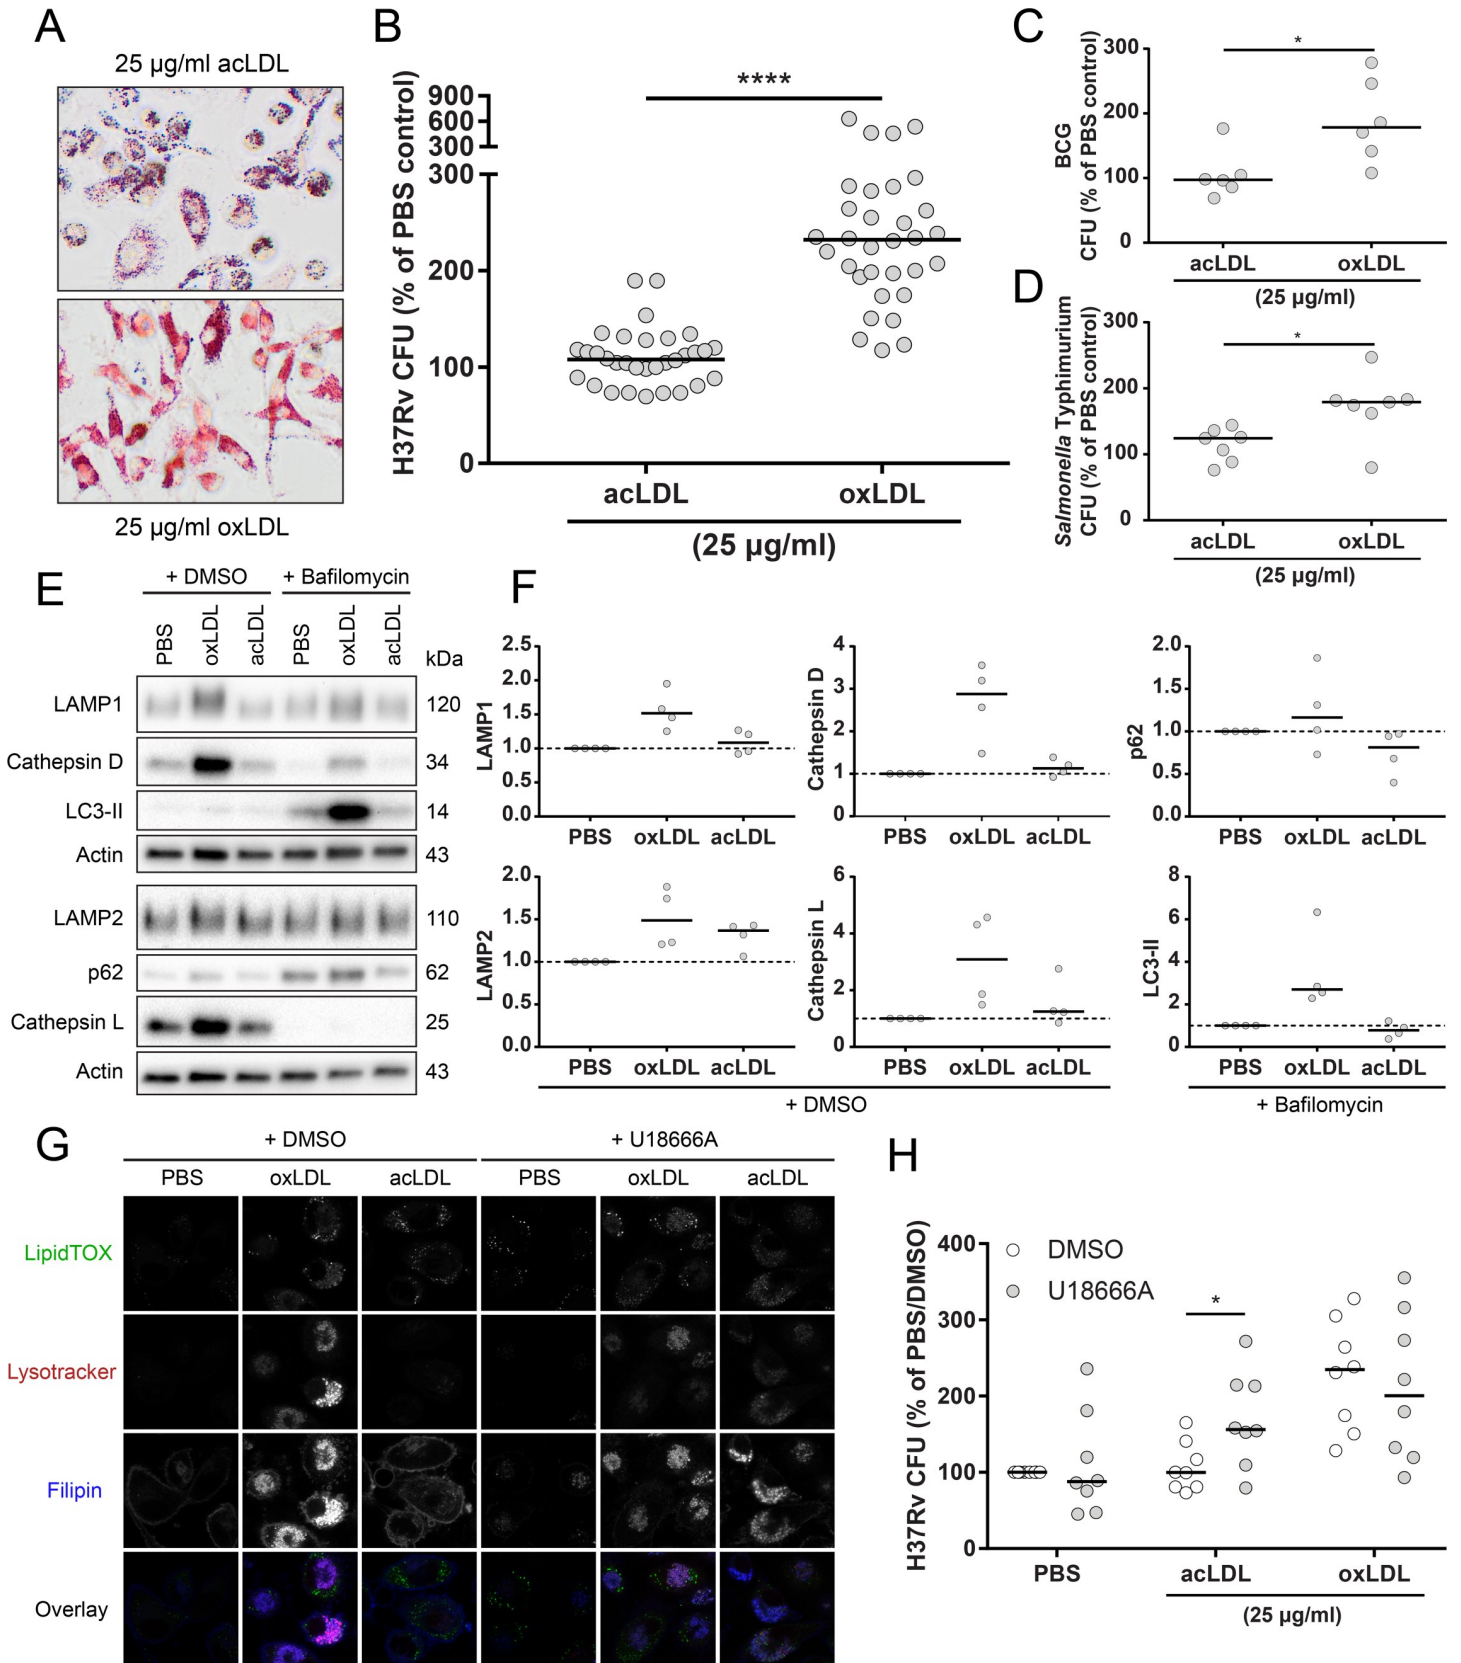 A
25 µg/ml acLDL
25 µg/ml oxLDL
B
H37Rv CFU (% of PBS control)
900
600
300
300
200
100
0
****
acLDL
oxLDL
(25 µg/ml)
C
BCG
CFU (% of PBS control)
300
200
100
0
*
acLDL
oxLDL
(25 µg/ml)
D
Salmonella Typhimurium
CFU (% of PBS control)
300
200
100
0
*
acLDL
oxLDL
(25 µg/ml)
E
+ DMSO
+ Bafilomycin
PBS
oxLDL
acLDL
PBS
oxLDL
acLDL
kDa
LAMP1
120
Cathepsin D
34
LC3-II
14
Actin
43
LAMP2
110
p62
62
Cathepsin L
25
Actin
43
F
LAMP1
2.5
2.0
1.5
1.0
0.5
0.0
PBS
oxLDL
acLDL
Cathepsin D
4
3
2
1
0
PBS
oxLDL
acLDL
p62
2.0
1.5
1.0
0.5
0.0
PBS
oxLDL
acLDL
LAMP2
2.0
1.5
1.0
0.5
0.0
PBS
oxLDL
acLDL
Cathepsin L
6
4
2
0
PBS
oxLDL
acLDL
LC3-II
8
6
4
2
0
PBS
oxLDL
acLDL
+ DMSO
+ Bafilomycin
G
+ DMSO
+ U18666A
PBS
oxLDL
acLDL
PBS
oxLDL
acLDL
LipidTOX
Lysotracker
Filipin
Overlay
H
H37Rv CFU (% of PBS/DMSO)
400
300
200
100
0
DMSO
U18666A
*
PBS
acLDL
oxLDL
(25 µg/ml)